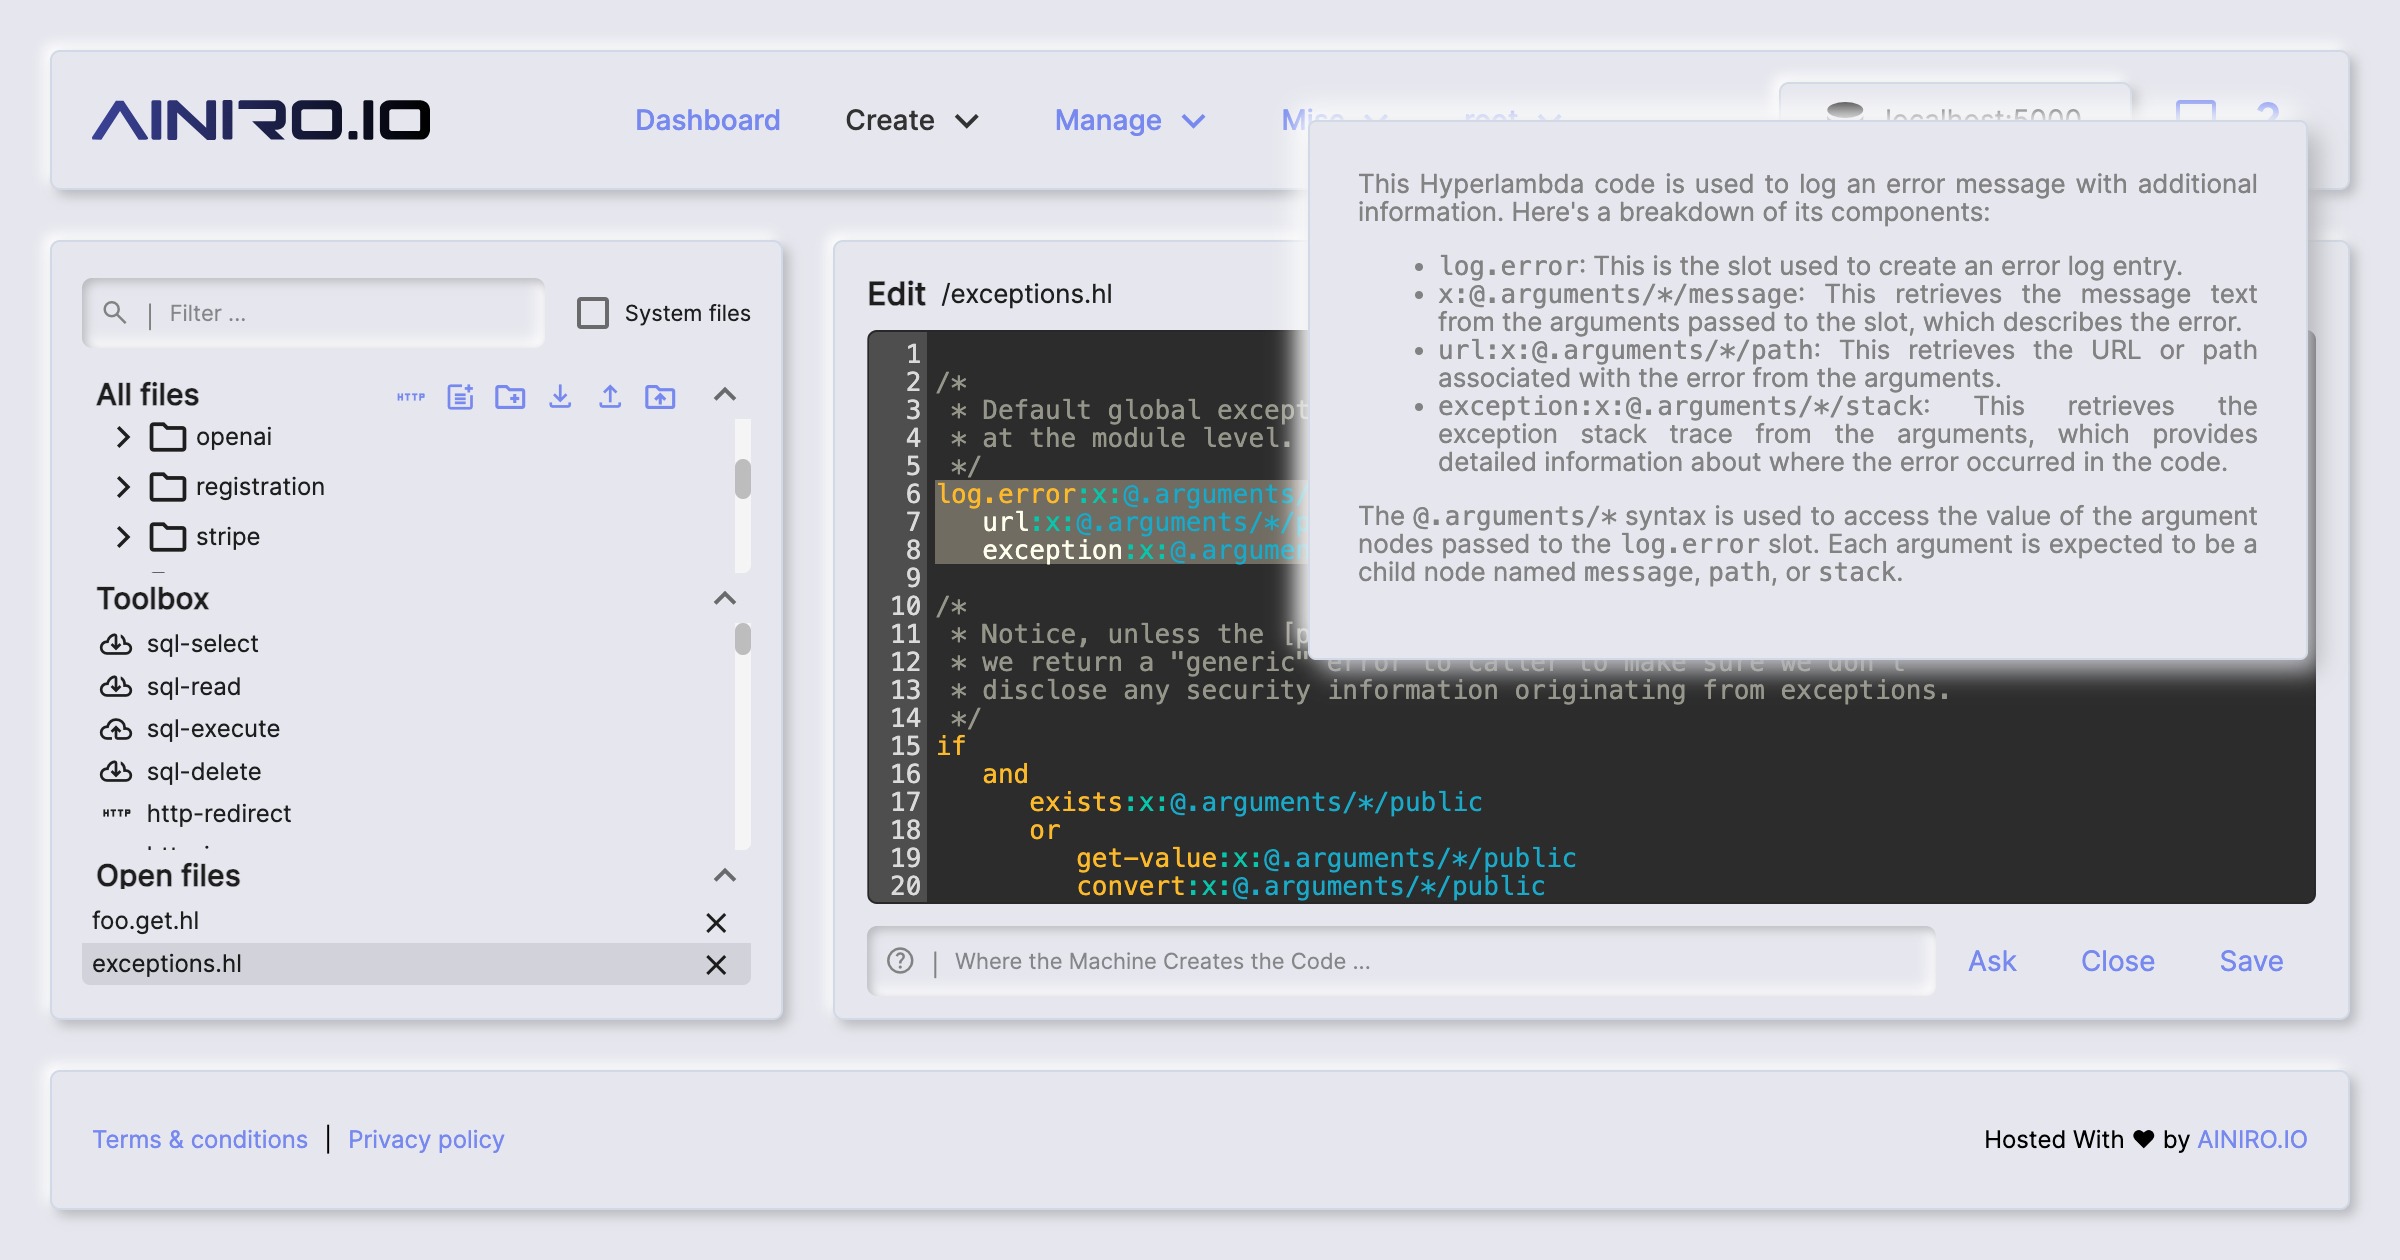 AINIRO.IO
Dashboard
Create
Manage
Misc
root
localhost:5000
?
This Hyperlambda code is used to log an error message with additional
information. Here's a breakdown of its components:
• log.error: This is the slot used to create an error log entry.
• x:@.arguments/*/message: This retrieves the message text
from the arguments passed to the slot, which describes the error.
• url:x:@.arguments/*/path: This retrieves the URL or path
associated with the error from the arguments.
• exception:x:@.arguments/*/stack: This retrieves the
exception stack trace from the arguments, which provides
detailed information about where the error occurred in the code.
The @.arguments/* syntax is used to access the value of the argument
nodes passed to the log.error slot. Each argument is expected to be a
child node named message, path, or stack.
| Filter ...
System files
All files
HTTP
openai
registration
stripe
Toolbox
sql-select
sql-read
sql-execute
sql-delete
HTTP http-redirect
Open files
foo.get.hl
exceptions.hl
Edit /exceptions.hl
1
2 /*
3 * Default global except
4 * at the module level.
5 */
6 log.error:x:@.arguments/
7 url:x:@.arguments/*/p
8 exception:x:@.argumen
9
10 /*
11 * Notice, unless the [p
12 * we return a "generic" error to caller to make sure we don't
13 * disclose any security information originating from exceptions.
14 */
15 if
16 and
17 exists:x:@.arguments/*/public
18 or
19 get-value:x:@.arguments/*/public
20 convert:x:@.arguments/*/public
? | Where the Machine Creates the Code ...
Ask
Close
Save
Terms & conditions | Privacy policy
Hosted With ♥ by AINIRO.IO